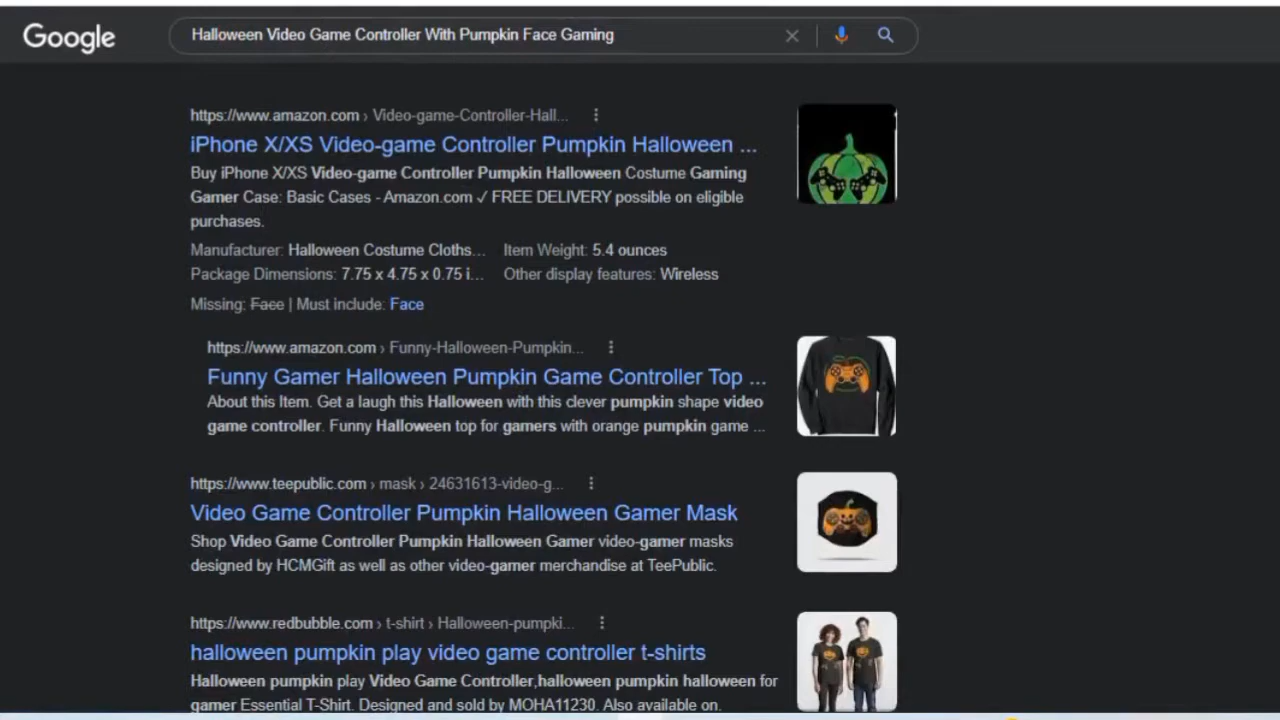 Google
Halloween Video Game Controller With Pumpkin Face Gaming
https://www.amazon.com › Video-game-Controller-Hall...
iPhone X/XS Video-game Controller Pumpkin Halloween ...
Buy iPhone X/XS Video-game Controller Pumpkin Halloween Costume Gaming
Gamer Case: Basic Cases - Amazon.com ✓ FREE DELIVERY possible on eligible
purchases.
Manufacturer: Halloween Costume Cloths... Item Weight: 5.4 ounces
Package Dimensions: 7.75 x 4.75 x 0.75 i... Other display features: Wireless
Missing: Face | Must include: Face
https://www.amazon.com › Funny-Halloween-Pumpkin...
Funny Gamer Halloween Pumpkin Game Controller Top ...
About this Item. Get a laugh this Halloween with this clever pumpkin shape video
game controller. Funny Halloween top for gamers with orange pumpkin game ...
https://www.teepublic.com › mask › 24631613-video-g...
Video Game Controller Pumpkin Halloween Gamer Mask
Shop Video Game Controller Pumpkin Halloween Gamer video-gamer masks
designed by HCMGift as well as other video-gamer merchandise at TeePublic.
https://www.redbubble.com › t-shirt › Halloween-pumpki...
halloween pumpkin play video game controller t-shirts
Halloween pumpkin play Video Game Controller,halloween pumpkin halloween for
gamer Essential T-Shirt. Designed and sold by MOHA11230. Also available on.